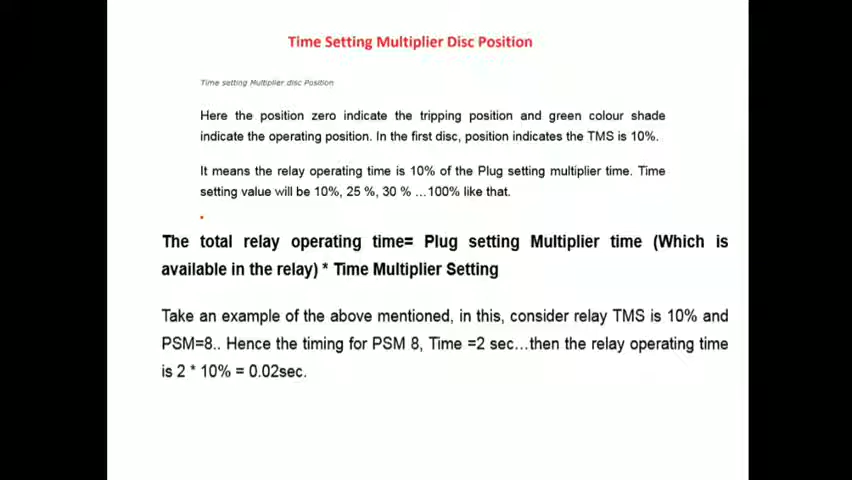 Time Setting Multiplier Disc Position
Time setting Multiplier disc Position
Here the position zero indicate the tripping position and green colour shade
indicate the operating position. In the first disc, position indicates the TMS is 10%.
It means the relay operating time is 10% of the Plug setting multiplier time. Time
setting value will be 10%, 25 %, 30 % ...100% like that.
The total relay operating time= Plug setting Multiplier time (Which is
available in the relay) * Time Multiplier Setting
Take an example of the above mentioned, in this, consider relay TMS is 10% and
PSM=8.. Hence the timing for PSM 8, Time =2 sec...then the relay operating time
is 2 * 10% = 0.02sec.